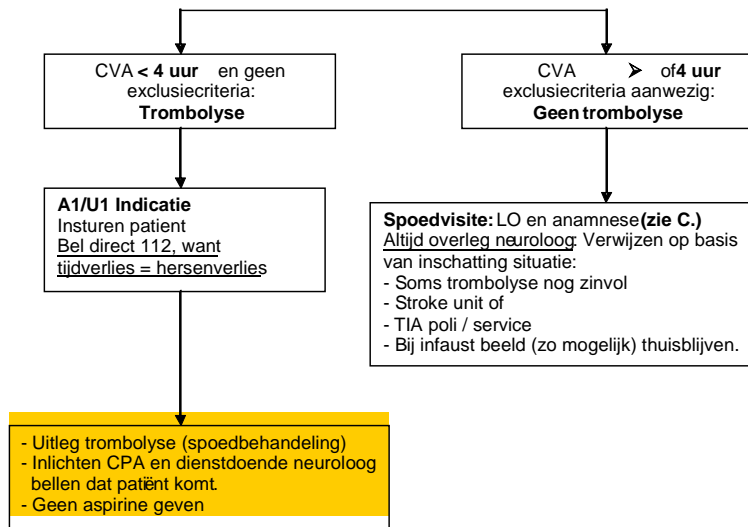 CVA < 4 uur en geen
exclusiecriteria:
Trombolyse
CVA ➢ of 4 uur
exclusiecriteria aanwezig:
Geen trombolyse
A1/U1 Indicatie
Insturen patient
Bel direct 112, want
tijdverlies = hersenverlies
Spoedvisite: LO en anamnese (zie C.)
Altijd overleg neuroloog: Verwijzen op basis
van inschatting situatie:
- Soms trombolyse nog zinvol
- Stroke unit of
- TIA poli / service
- Bij infaust beeld (zo mogelijk) thuisblijven.
- Uitleg trombolyse (spoedbehandeling)
- Inlichten CPA en dienstdoende neuroloog
bellen dat patiënt komt.
- Geen aspirine geven